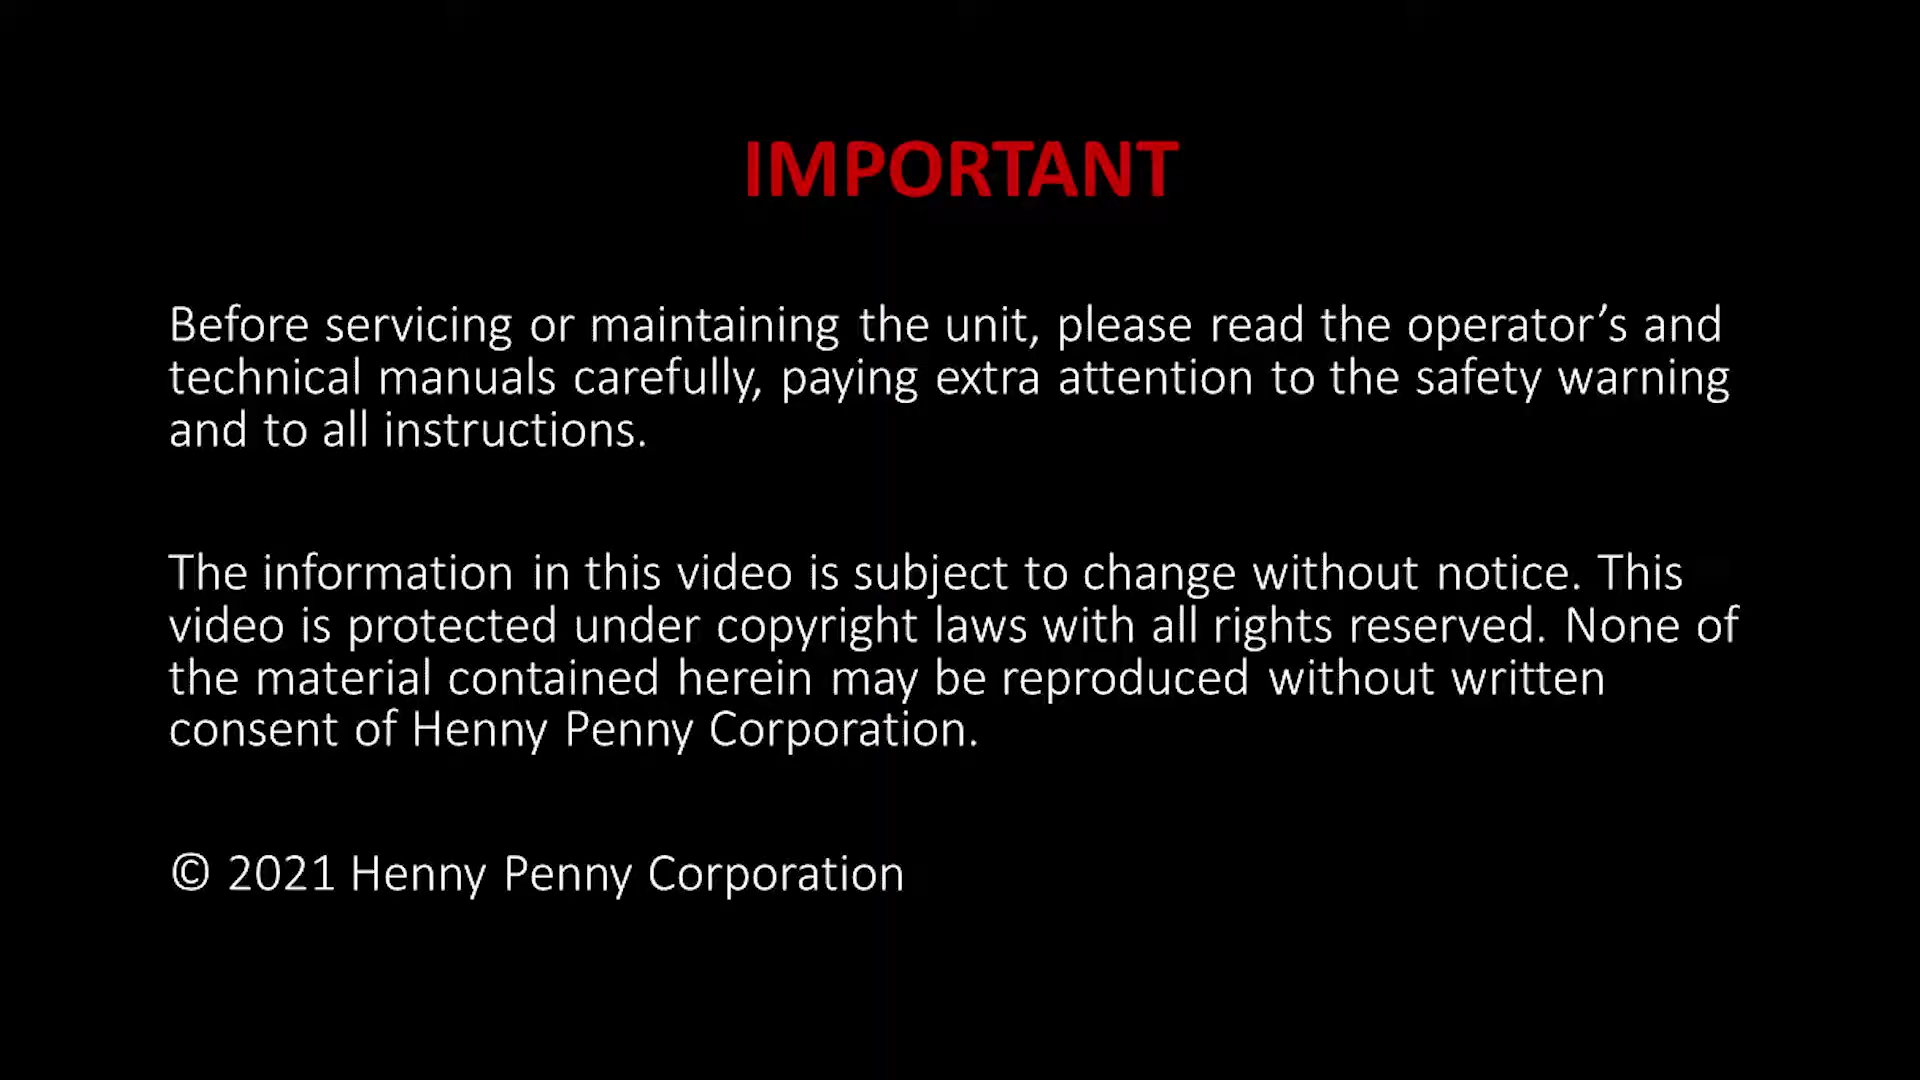 IMPORTANT
Before servicing or maintaining the unit, please read the operator’s and
technical manuals carefully, paying extra attention to the safety warning
and to all instructions.
The information in this video is subject to change without notice. This
video is protected under copyright laws with all rights reserved. None of
the material contained herein may be reproduced without written
consent of Henny Penny Corporation.
© 2021 Henny Penny Corporation